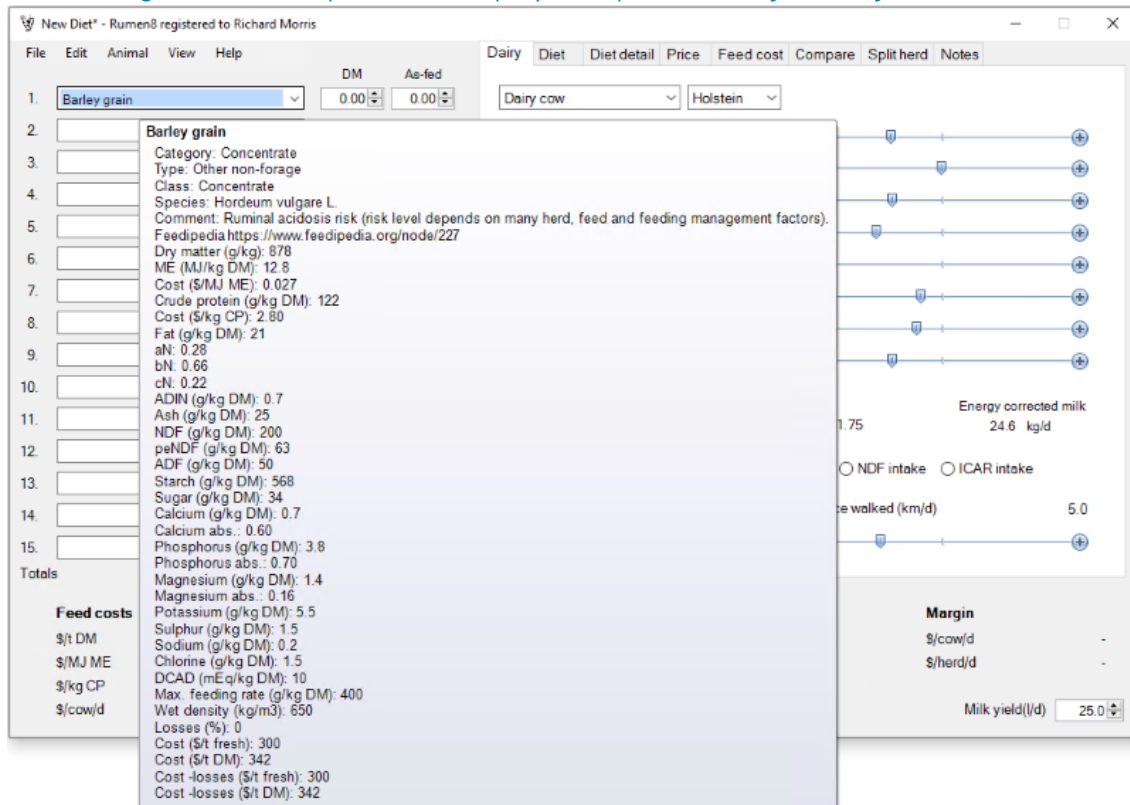 New Diet* - Rumen8 registered to Richard Morris
File Edit Animal View Help
Dairy Diet Diet detail Price Feed cost Compare Split herd Notes
DM As-fed
1. Barley grain 0.00 0.00 Dairy cow Holstein
2.
3.
4.
5.
6.
7.
8.
9.
10.
11.
12.
13.
14.
15.
Totals
Barley grain
Category: Concentrate
Type: Other non-forage
Class: Concentrate
Species: Hordeum vulgare L.
Comment: Ruminal acidosis risk (risk level depends on many herd, feed and feeding management factors).
Feedipedia https://www.feedipedia.org/node/227
Dry matter (g/kg): 878
ME (MJ/kg DM): 12.8
Cost ($/MJ ME): 0.027
Crude protein (g/kg DM): 122
Cost ($/kg CP): 2.80
Fat (g/kg DM): 21
aN: 0.28
bN: 0.66
cN: 0.22
ADIN (g/kg DM): 0.7
Ash (g/kg DM): 25
NDF (g/kg DM): 200
peNDF (g/kg DM): 63
ADF (g/kg DM): 50
Starch (g/kg DM): 568
Sugar (g/kg DM): 34
Calcium (g/kg DM): 0.7
Calcium abs.: 0.60
Phosphorus (g/kg DM): 3.8
Phosphorus abs.: 0.70
Magnesium (g/kg DM): 1.4
Magnesium abs.: 0.16
Potassium (g/kg DM): 5.5
Sulphur (g/kg DM): 1.5
Sodium (g/kg DM): 0.2
Chlorine (g/kg DM): 1.5
DCAD (mEq/kg DM): 10
Max. feeding rate (g/kg DM): 400
Wet density (kg/m3): 650
Losses (%): 0
Cost ($/t fresh): 300
Cost ($/t DM): 342
Cost -losses ($/t fresh): 300
Cost -losses ($/t DM): 342
Energy corrected milk
1.75 24.6 kg/d
NDF intake ICAR intake
ce walked (km/d) 5.0
Feed costs
$/t DM
$/MJ ME
$/kg CP
$/cow/d
Margin
$/cow/d -
$/herd/d -
Milk yield(l/d) 25.0